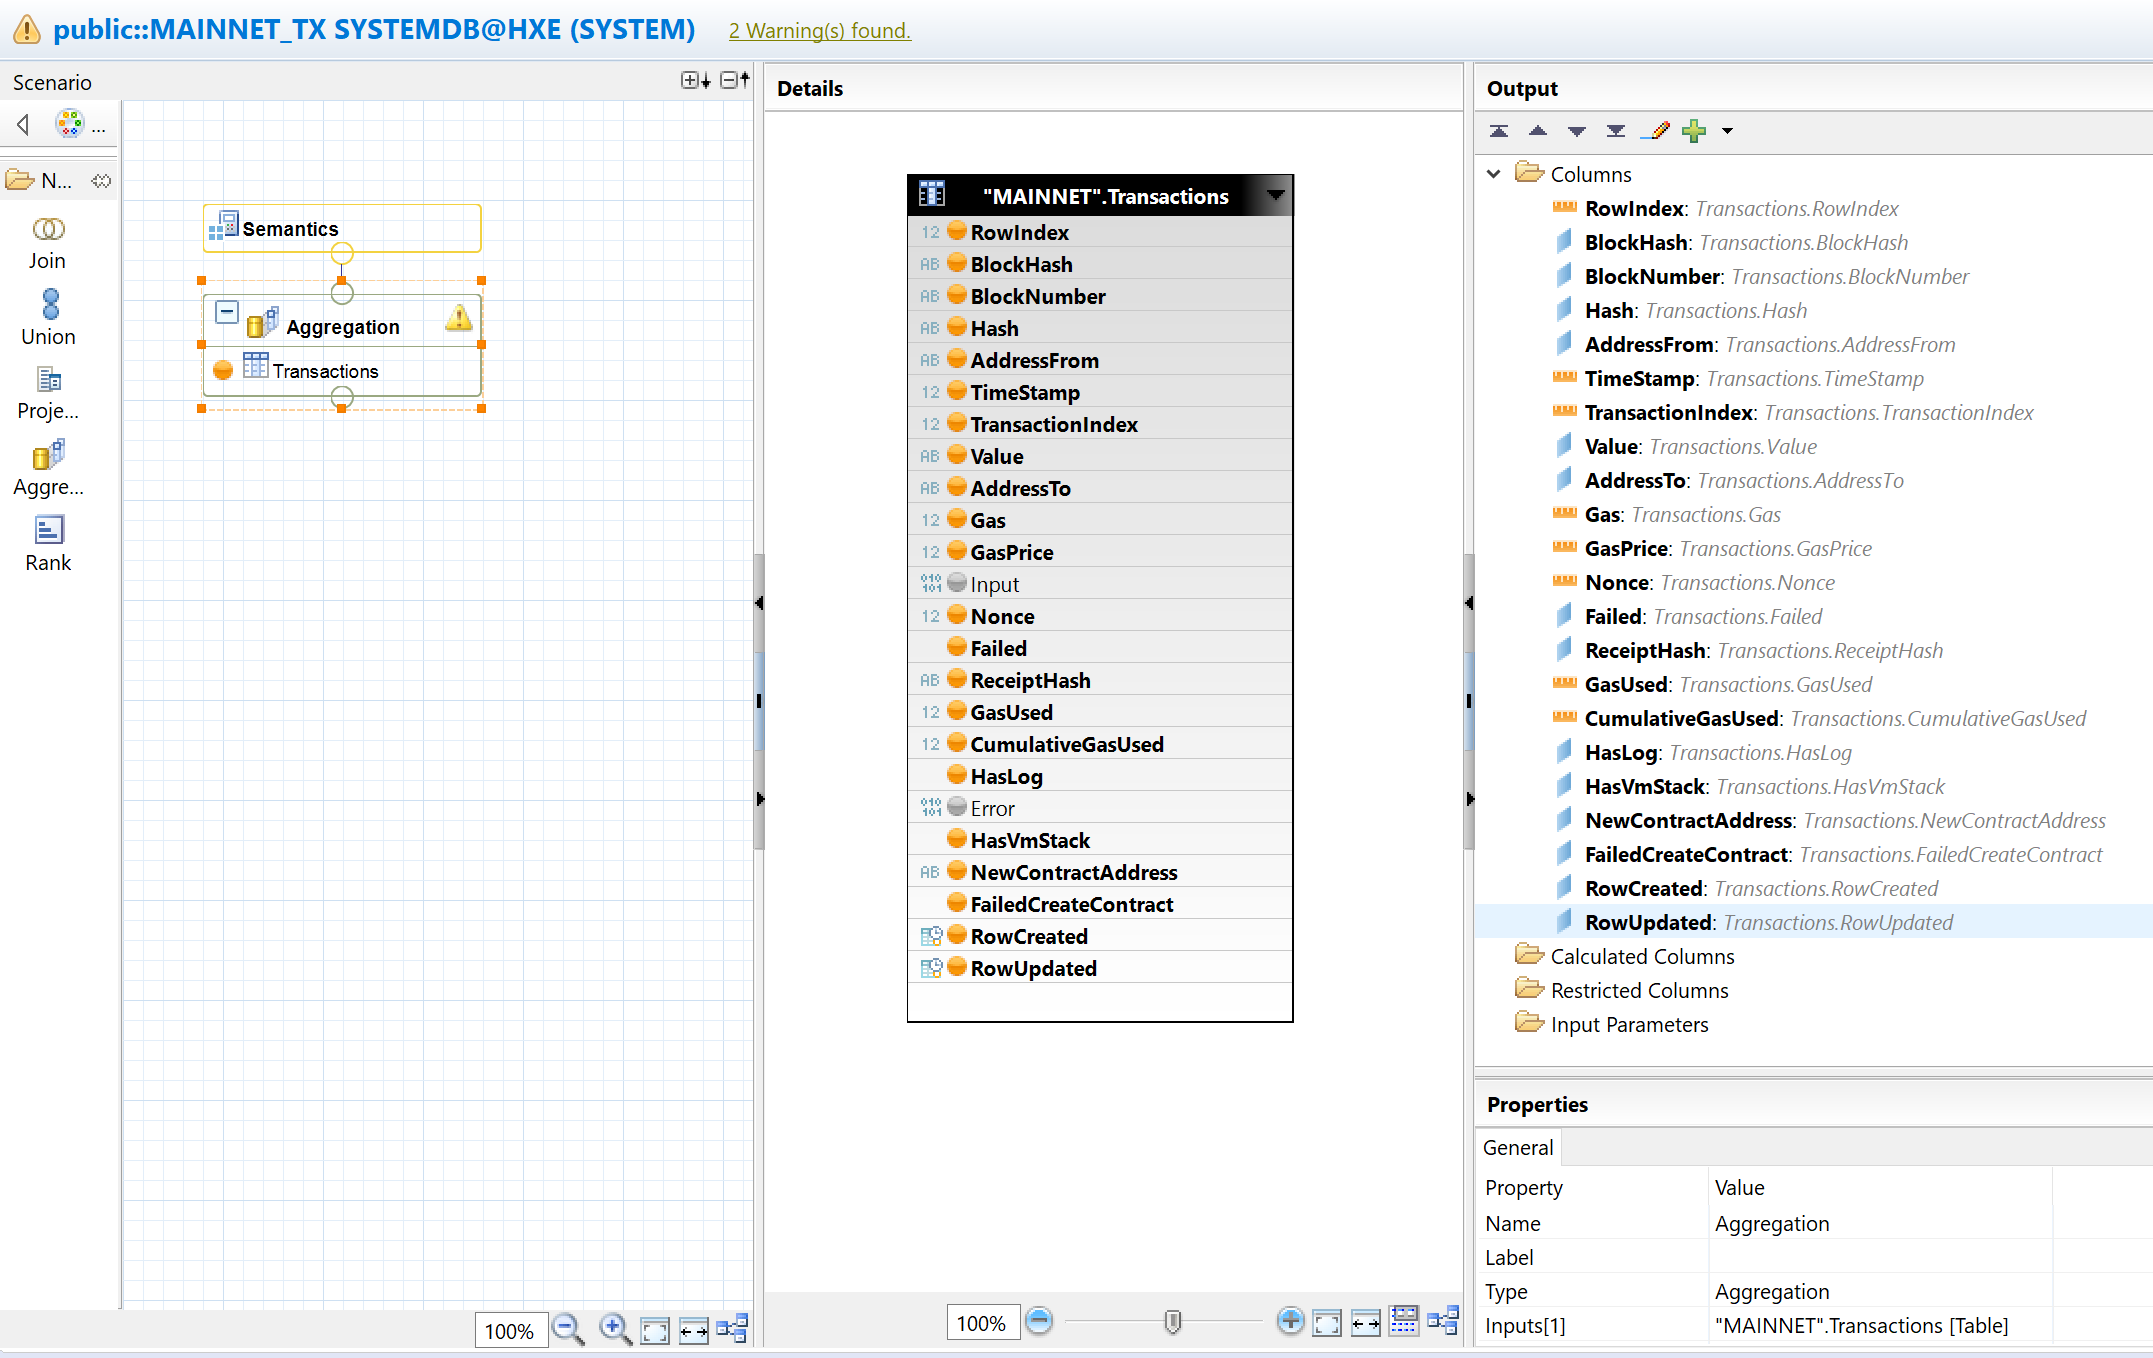 public::MAINNET_TX SYSTEMDB@HXE (SYSTEM)
2 Warning(s) found.
Scenario
...
N...
Join
Union
Proje...
Aggre...
Rank
Semantics
Aggregation
Transactions
100%
Details
"MAINNET".Transactions
12 RowIndex
AB BlockHash
AB BlockNumber
AB Hash
AB AddressFrom
12 TimeStamp
12 TransactionIndex
AB Value
AB AddressTo
12 Gas
12 GasPrice
010 101 Input
12 Nonce
Failed
AB ReceiptHash
12 GasUsed
12 CumulativeGasUsed
HasLog
010 101 Error
HasVmStack
AB NewContractAddress
FailedCreateContract
RowCreated
RowUpdated
100%
Output
Columns
RowIndex: Transactions.RowIndex
BlockHash: Transactions.BlockHash
BlockNumber: Transactions.BlockNumber
Hash: Transactions.Hash
AddressFrom: Transactions.AddressFrom
TimeStamp: Transactions.TimeStamp
TransactionIndex: Transactions.TransactionIndex
Value: Transactions.Value
AddressTo: Transactions.AddressTo
Gas: Transactions.Gas
GasPrice: Transactions.GasPrice
Nonce: Transactions.Nonce
Failed: Transactions.Failed
ReceiptHash: Transactions.ReceiptHash
GasUsed: Transactions.GasUsed
CumulativeGasUsed: Transactions.CumulativeGasUsed
HasLog: Transactions.HasLog
HasVmStack: Transactions.HasVmStack
NewContractAddress: Transactions.NewContractAddress
FailedCreateContract: Transactions.FailedCreateContract
RowCreated: Transactions.RowCreated
RowUpdated: Transactions.RowUpdated
Calculated Columns
Restricted Columns
Input Parameters
Properties
General
Property Value
Name Aggregation
Label
Type Aggregation
Inputs[1] "MAINNET".Transactions [Table]